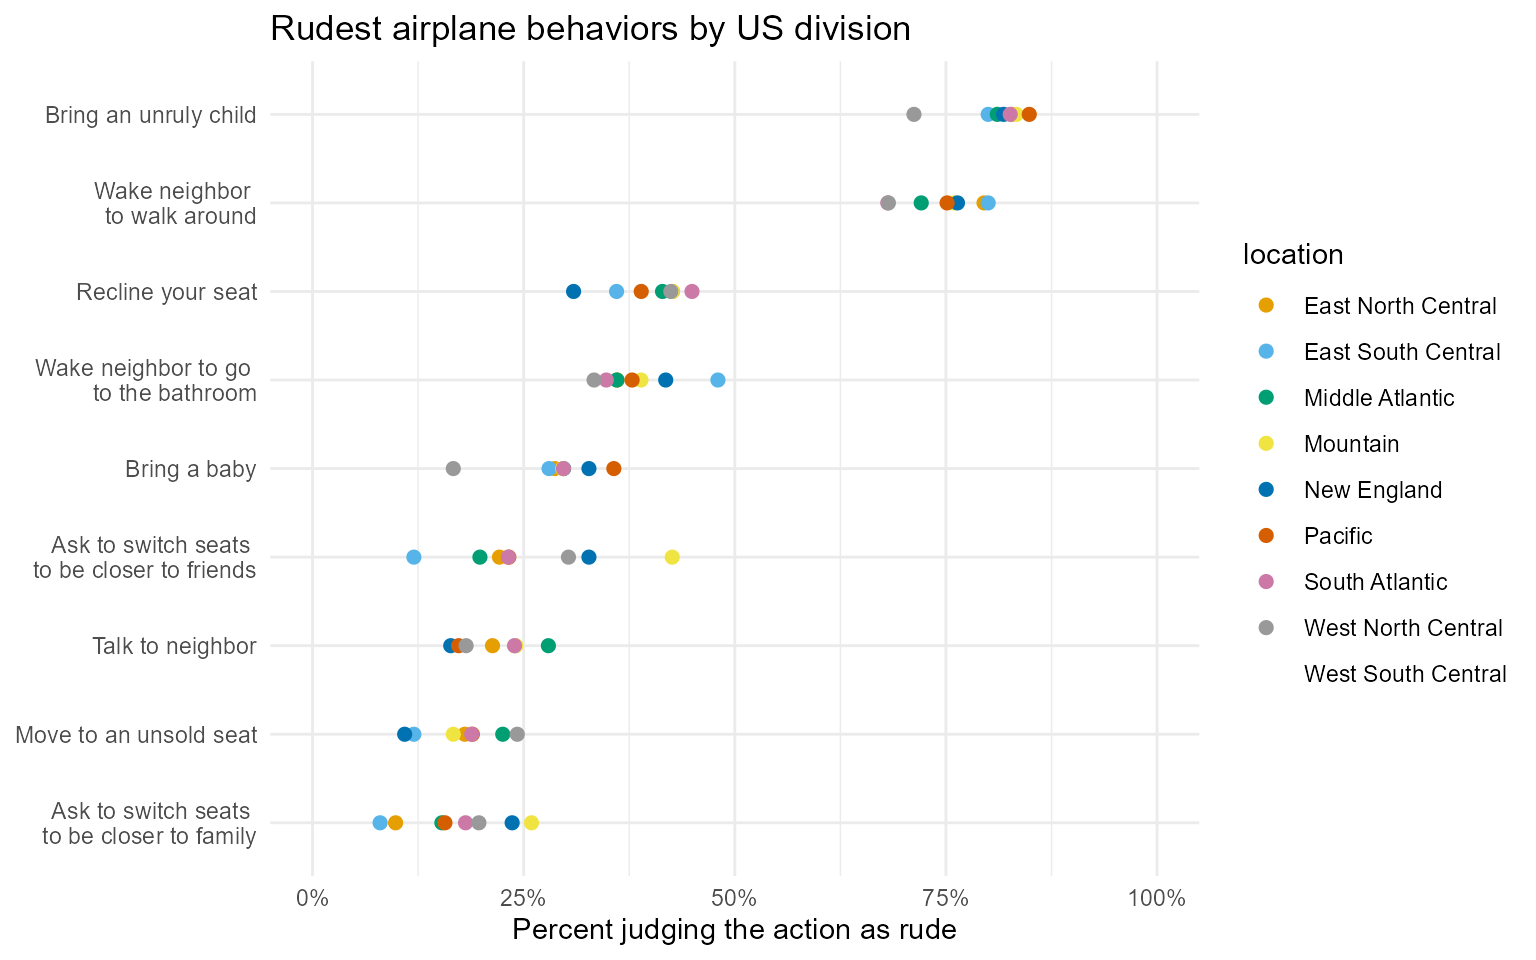 Rudest airplane behaviors by US division
Bring an unruly child
Wake neighbor
to walk around
Recline your seat
Wake neighbor to go
to the bathroom
Bring a baby
Ask to switch seats
to be closer to friends
Talk to neighbor
Move to an unsold seat
Ask to switch seats
to be closer to family
0% 25% 50% 75% 100%
Percent judging the action as rude
location
East North Central
East South Central
Middle Atlantic
Mountain
New England
Pacific
South Atlantic
West North Central
West South Central